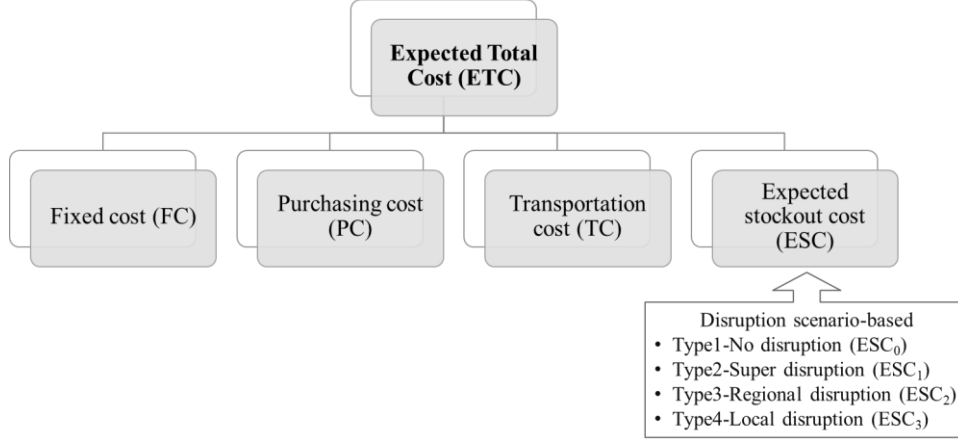 Expected Total
Cost (ETC)
Fixed cost (FC)
Purchasing cost
(PC)
Transportation
cost (TC)
Expected
stockout cost
(ESC)
Disruption scenario-based
• Type1-No disruption (ESC₀)
• Type2-Super disruption (ESC₁)
• Type3-Regional disruption (ESC₂)
• Type4-Local disruption (ESC₃)